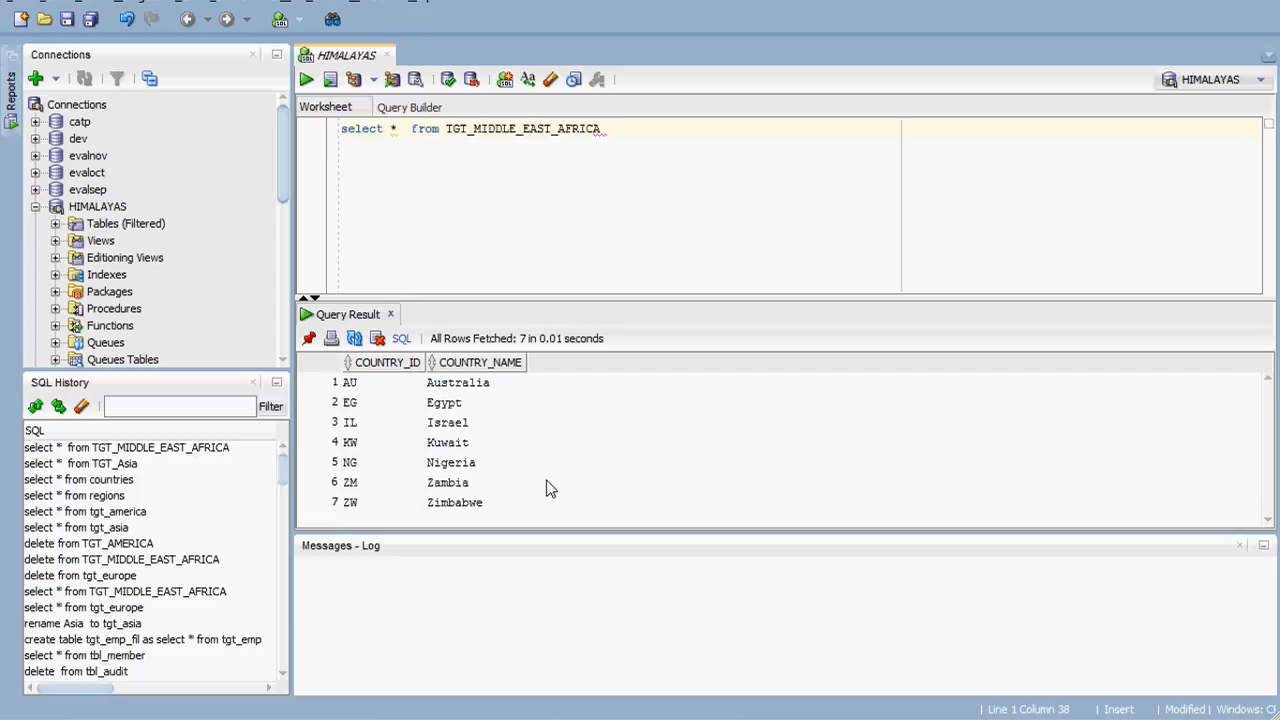 Connections
HIMALAYAS
Reports
HIMALAYAS
Worksheet
Query Builder
Connections
catp
dev
evalnov
evaloct
evalsep
HIMALAYAS
Tables (Filtered)
Views
Editioning Views
Indexes
Packages
Procedures
Functions
Queues
Queues Tables
select * from TGT_MIDDLE_EAST_AFRICA
Query Result
SQL
All Rows Fetched: 7 in 0.01 seconds
COUNTRY_ID COUNTRY_NAME
1 AU Australia
2 EG Egypt
3 IL Israel
4 KW Kuwait
5 NG Nigeria
6 ZM Zambia
7 ZW Zimbabwe
SQL History
Filter
SQL
select * from TGT_MIDDLE_EAST_AFRICA
select * from TGT_Asia
select * from countries
select * from regions
select * from tgt_america
select * from tgt_asia
delete from TGT_AMERICA
delete from TGT_MIDDLE_EAST_AFRICA
delete from tgt_europe
select * from TGT_MIDDLE_EAST_AFRICA
select * from tgt_europe
rename Asia to tgt_asia
create table tgt_emp_fil as select * from tgt_emp
select * from tbl_member
delete from tbl_audit
Messages - Log
Line 1 Column 38
Insert
Modified
Windows: C